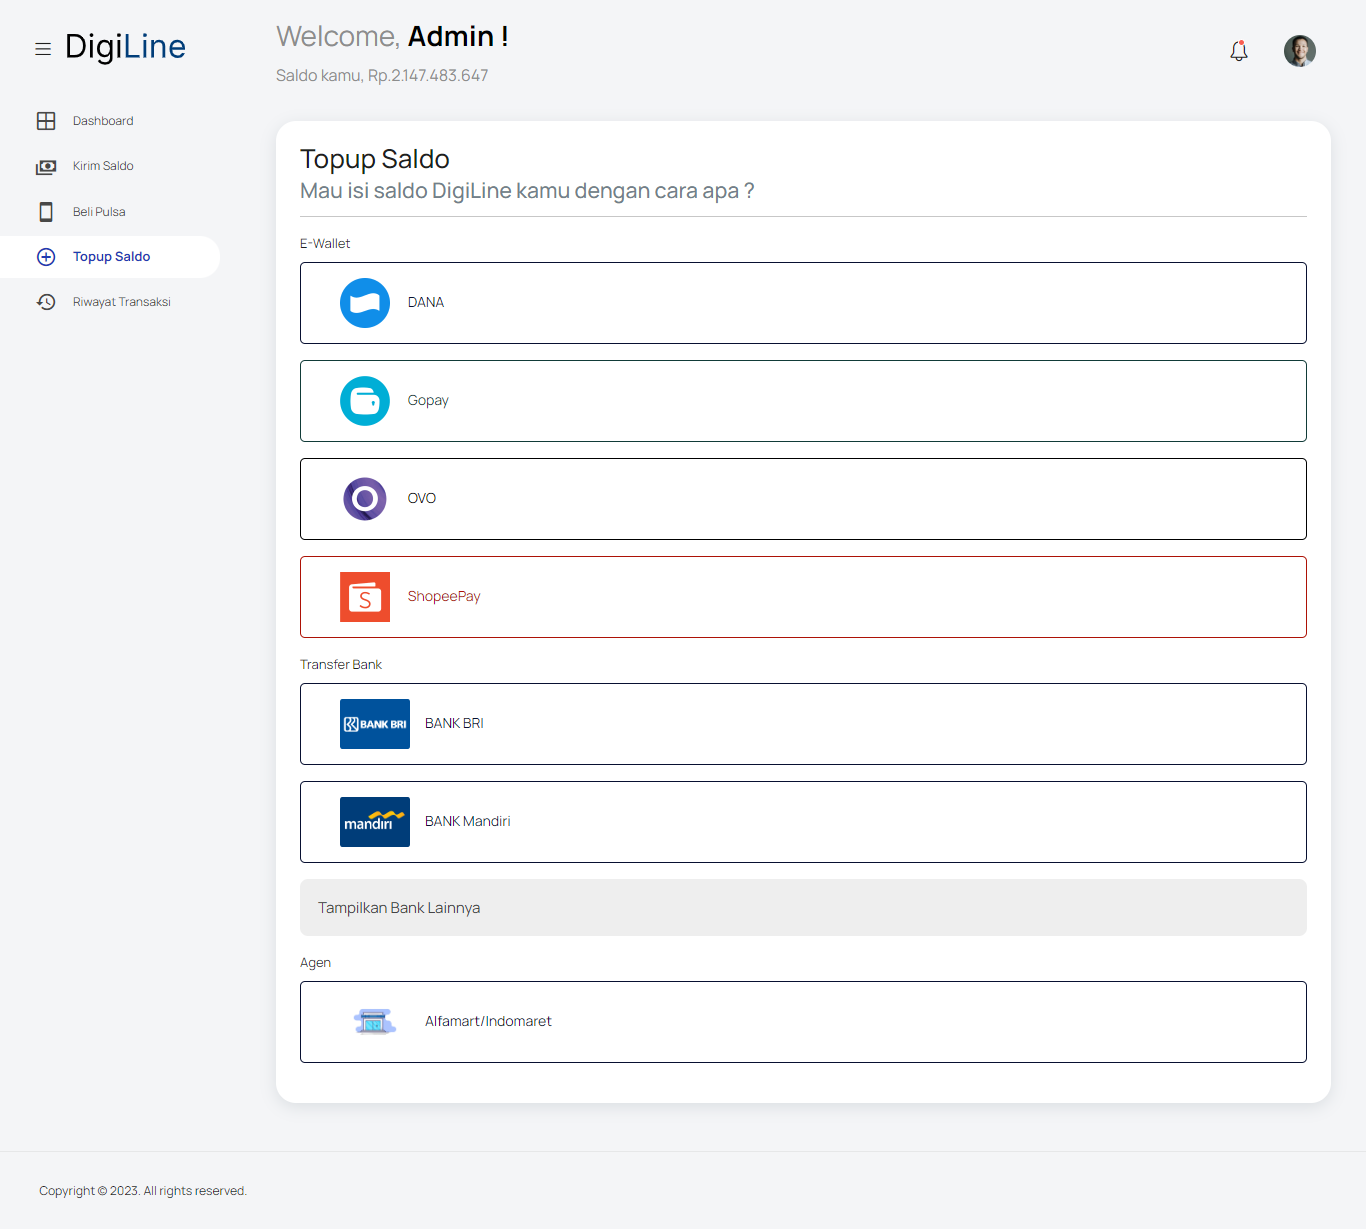 DigiLine
Welcome, Admin !
Saldo kamu, Rp.2.147.483.647
Dashboard
Kirim Saldo
Beli Pulsa
Topup Saldo
Riwayat Transaksi
Topup Saldo
Mau isi saldo DigiLine kamu dengan cara apa ?
E-Wallet
DANA
Gopay
OVO
S
ShopeePay
Transfer Bank
BANK BRI
BANK BRI
mandiri
BANK Mandiri
Tampilkan Bank Lainnya
Agen
Alfamart/Indomaret
Copyright © 2023. All rights reserved.